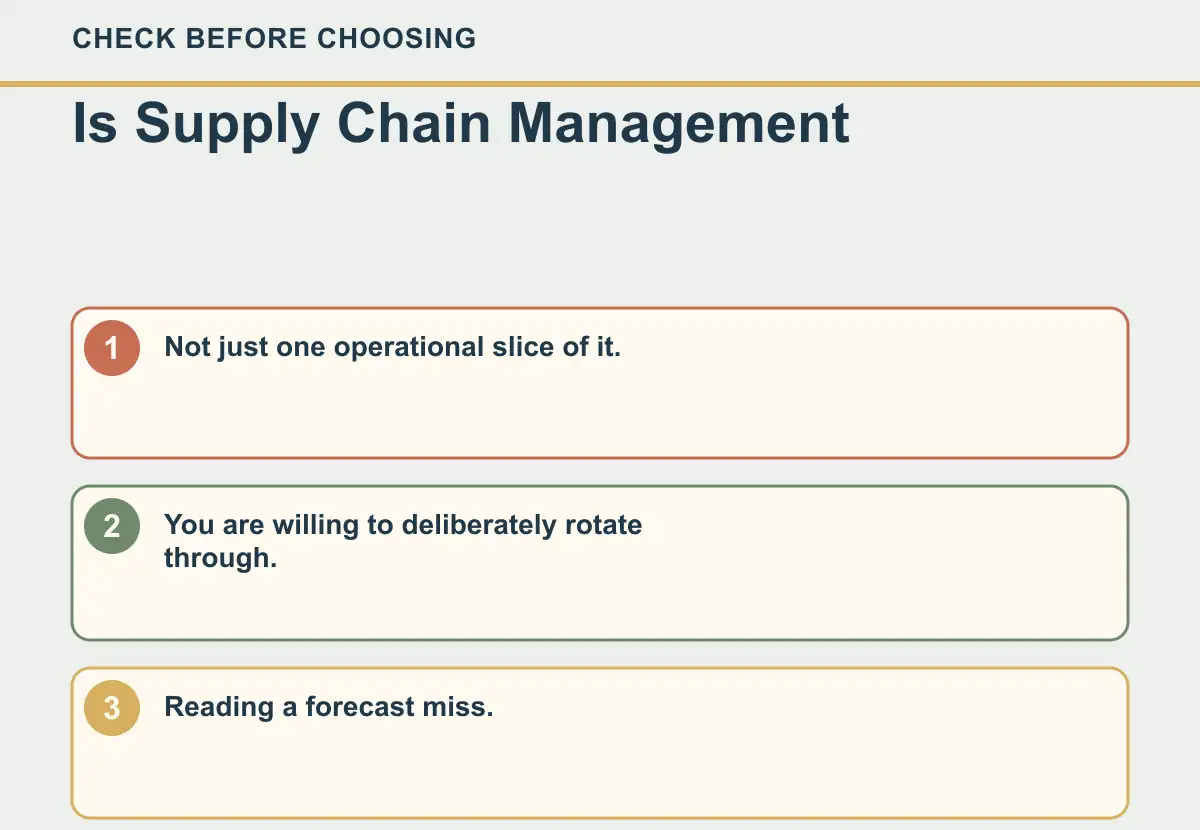 CHECK BEFORE CHOOSING
Is Supply Chain Management
1
Not just one operational slice of it.
2
You are willing to deliberately rotate
through.
3
Reading a forecast miss.